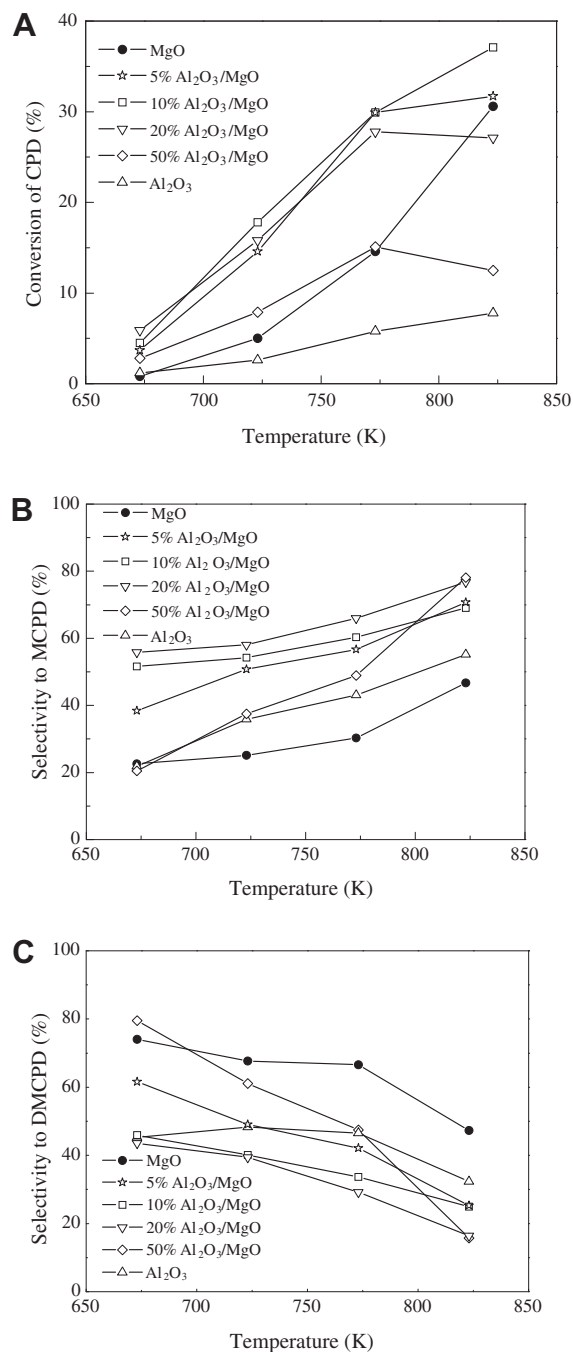 A
40
MgO
5% Al₂O₃/MgO
10% Al₂O₃/MgO
20% Al₂O₃/MgO
50% Al₂O₃/MgO
Al₂O₃
30
20
10
0
Conversion of CPD (%)
650 700 750 800 850
Temperature (K)
B
100
MgO
5% Al₂O₃/MgO
10% Al₂ O₃/MgO
20% Al₂ O₃/MgO
50% Al₂ O₃/MgO
Al₂O₃
80
60
40
20
0
Selectivity to MCPD (%)
650 700 750 800 850
Temperature (K)
C
100
80
60
40
20
0
Selectivity to DMCPD (%)
MgO
5% Al₂O₃/MgO
10% Al₂O₃/MgO
20% Al₂O₃/MgO
50% Al₂O₃/MgO
Al₂O₃
650 700 750 800 850
Temperature (K)